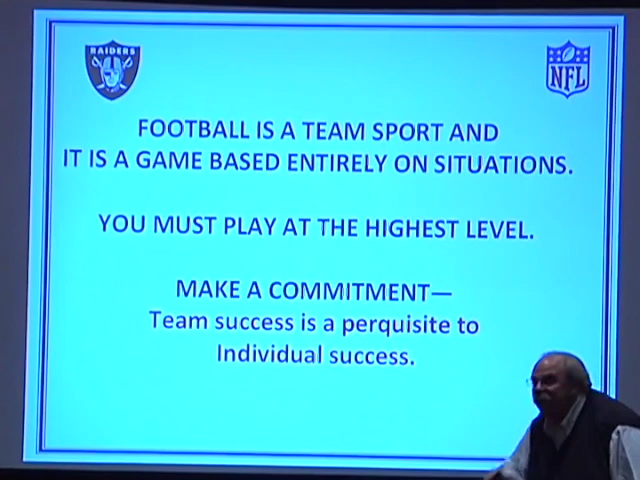 RAIDERS
NFL
FOOTBALL IS A TEAM SPORT AND
IT IS A GAME BASED ENTIRELY ON SITUATIONS.
YOU MUST PLAY AT THE HIGHEST LEVEL.
MAKE A COMMITMENT—
Team success is a perquisite to
Individual success.